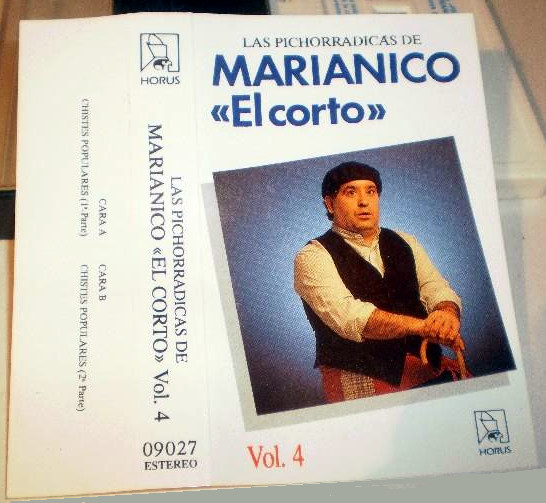 HORUS
CARA A
CHISTES POPULARES (1ª Parte)
CARA B
CHISTES POPULARES (2ª Parte)
LAS PICHORRADICAS DE
MARIANICO «EL CORTO» Vol. 4
09027
ESTEREO
LAS PICHORRADICAS DE
MARIANICO
«El corto»
Vol. 4
HORUS